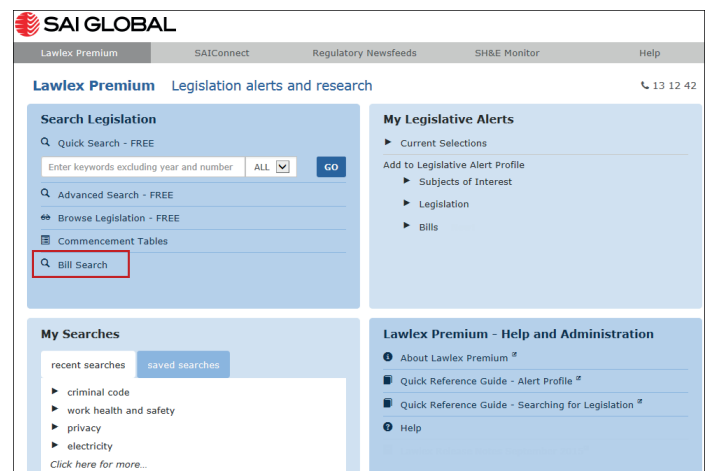 SAI GLOBAL
Lawlex Premium SAIConnect Regulatory Newsfeeds SH&E Monitor Help
Lawlex Premium Legislation alerts and research 13 12 42
Search Legislation
Quick Search - FREE
Enter keywords excluding year and number ALL GO
Advanced Search - FREE
Browse Legislation - FREE
Commencement Tables
Bill Search
My Legislative Alerts
Current Selections
Add to Legislative Alert Profile
Subjects of Interest
Legislation
Bills
My Searches
recent searches saved searches
criminal code
work health and safety
privacy
electricity
Click here for more...
Lawlex Premium - Help and Administration
About Lawlex Premium
Quick Reference Guide - Alert Profile
Quick Reference Guide - Searching for Legislation
Help